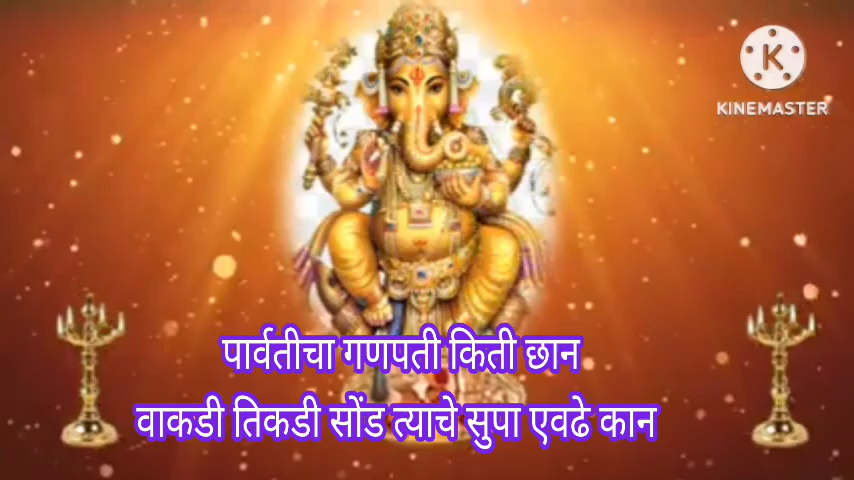 KINEMASTER
पार्वतीचा गणपती किती छान
वाकडी तिकडी सोंड त्याचे सुपा एवढे कान